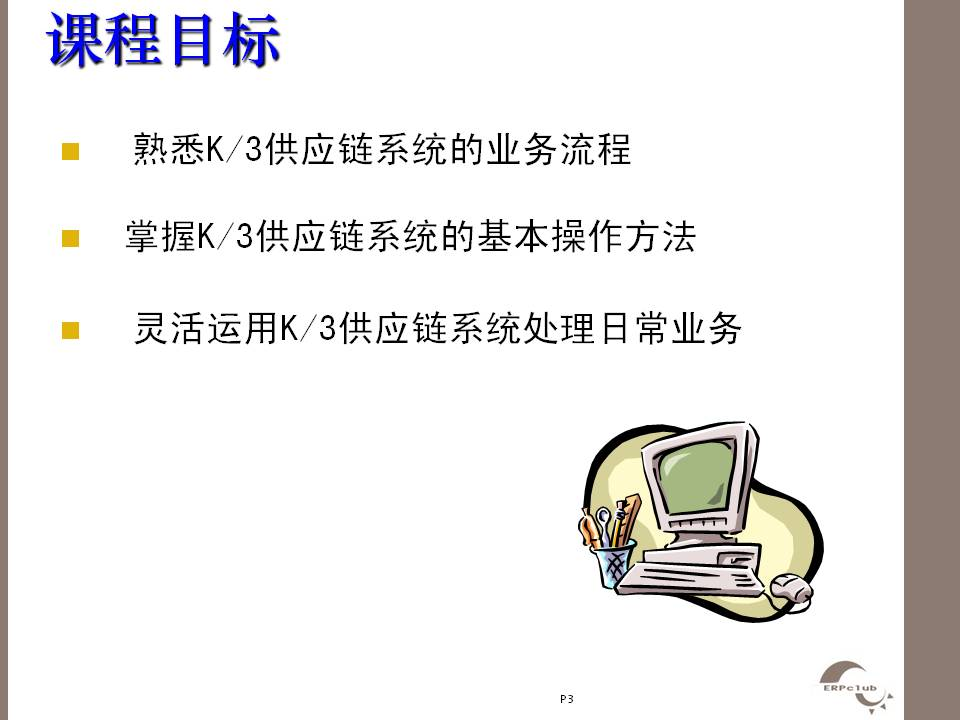 课程目标
熟悉K/3供应链系统的业务流程
掌握K/3供应链系统的基本操作方法
灵活运用K/3供应链系统处理日常业务
ERPclub
P3